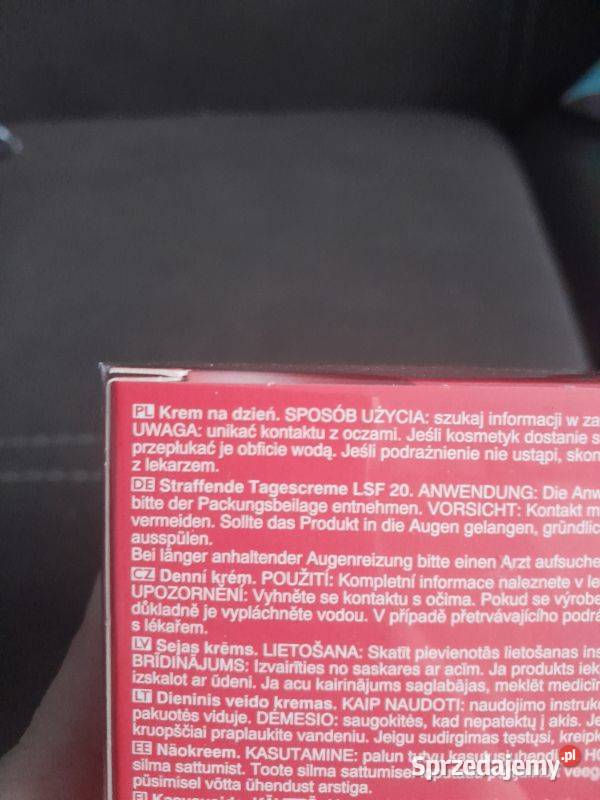 PL Krem na dzień. SPOSÓB UŻYCIA: szukaj informacji w za
UWAGA: unikać kontaktu z oczami. Jeśli kosmetyk dostanie s
przepłukać je obficie wodą. Jeśli podrażnienie nie ustąpi, skon
z lekarzem.
DE Straffende Tagescreme LSF 20. ANWENDUNG: Die Anw
bitte der Packungsbeilage entnehmen. VORSICHT: Kontakt m
vermeiden. Sollte das Produkt in die Augen gelangen, gründlic
ausspülen.
Bei länger anhaltender Augenreizung bitte einen Arzt aufsuche
CZ Denní krém. POUŽITÍ: Kompletní informace naleznete v le
UPOZORNĚNÍ: Vyhněte se kontaktu s očima. Pokud se výrobe
důkladně je vypláchněte vodou. V případě přetrvávajícího podrá
s lékařem.
LV Sejas krēms. LIETOŠANA: Skatīt pievienotās lietošanas ins
BRĪDINĀJUMS: Izvairīties no saskares ar acīm. Ja produkts iek
izskalot ar ūdeni. Ja acu kairinājums saglabājas, meklēt medicīn
LT Dieninis veido kremas. KAIP NAUDOTI: naudojimo instruk
pakuotės viduje. DĖMESIO: saugokitės, kad nepatektų į akis. Je
kruopščiai praplaukite vandeniu. Jeigu sudirgimas tęstųsi, kreipk
EE Näokreem. KASUTAMINE: palun tutvu kasutusjuhendi HO
silma sattumist. Toote silma sattumisel loputada veeg
püsimisel võtta ühendust arstiga.
Sprzedajemy.pl